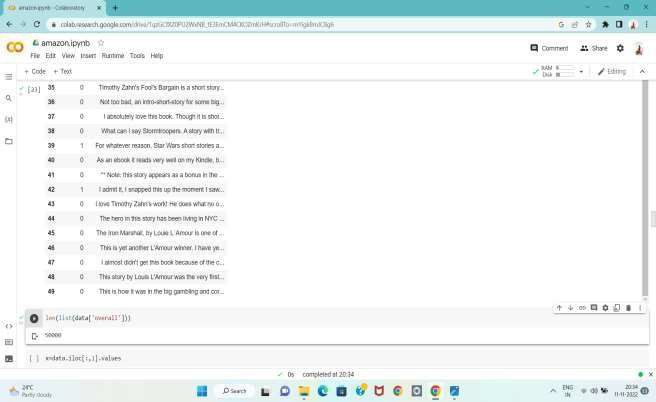 amazon.ipynb - Colaboratory
colab.research.google.com/drive/
amazon.ipynb
File Edit View Insert Runtime Tools Help
Comment Share
+ Code + Text
RAM
Disk
Editing
[23] 35 0 Timothy Zahn's Fool's Bargain is a short story...
36 0 Not too bad, an intro-short-story for some big...
37 0 I absolutely love this book. Though it is shor...
38 0 What can I say Stormtroopers. A story with tr...
39 1 For whatever reason, Star Wars short stories a...
40 0 As an ebook it reads very well on my Kindle, b...
41 0 ** Note: this story appears as a bonus in the ...
42 1 I admit it, I snapped this up the moment I saw...
43 0 I love Timothy Zahn's work! He does what no o...
44 0 The hero in this story has been living in NYC ...
45 0 The Iron Marshall, by Louis L'Amour is one of ...
46 0 This is yet another L'Amour winner. I have ye...
47 0 I almost didn't get this book because of the c...
48 0 This story by Louis L'Amour was the very first...
49 0 This is how it was in the big gambling and cor...
len(list(data['overall']))
50000
[ ] x=data.iloc[:,:].values
0s completed at 20:34
24°C
Partly cloudy
Search
ENG
IN
20:34
11-11-2022